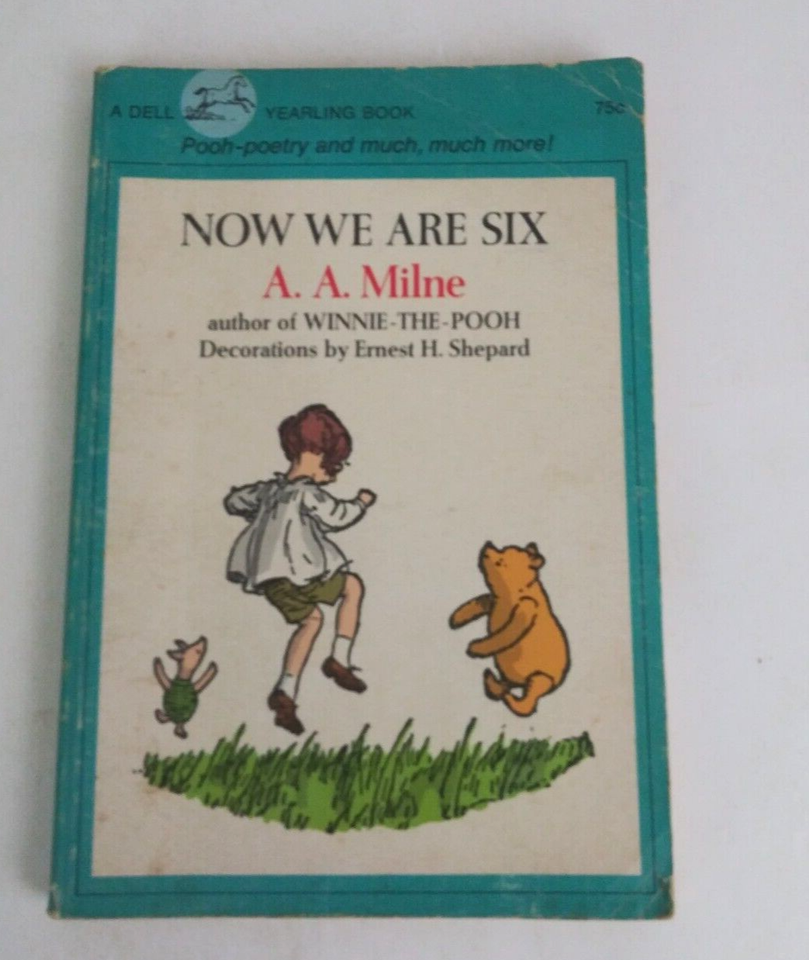 A DELL YEARLING BOOK 75c
Pooh-poetry and much, much more!
NOW WE ARE SIX
A. A. Milne
author of WINNIE-THE-POOH
Decorations by Ernest H. Shepard